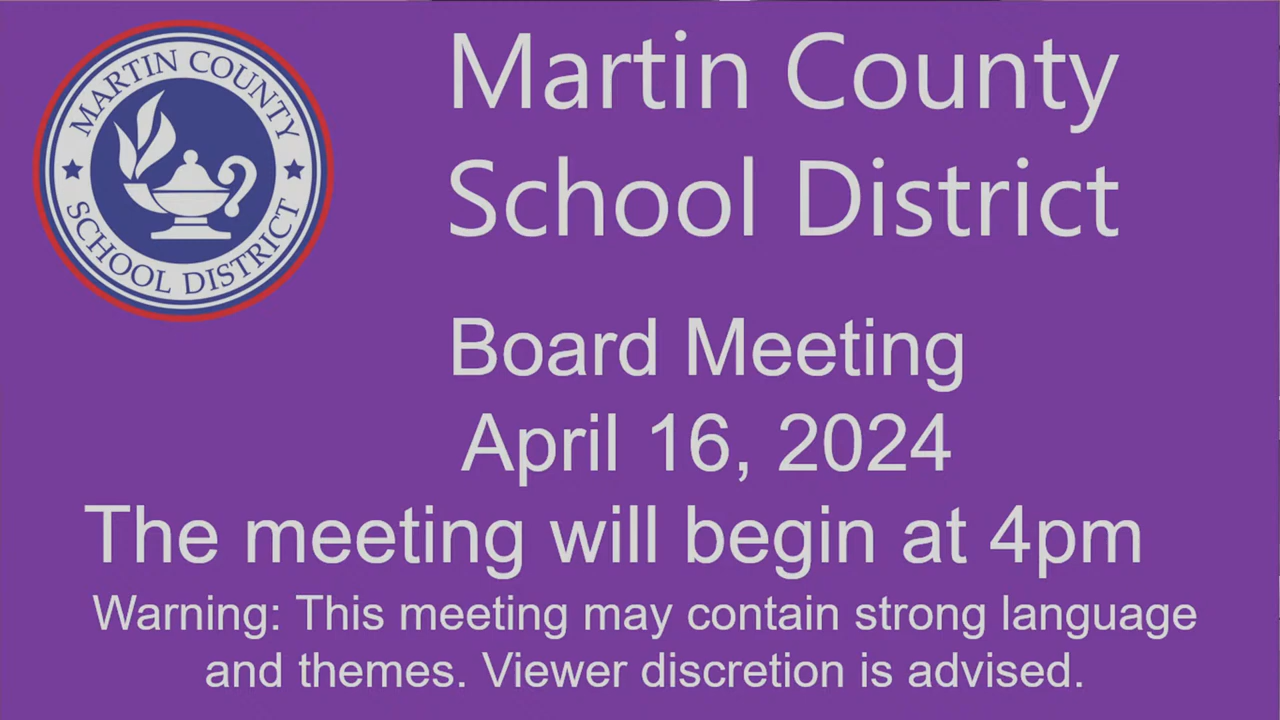 MARTIN COUNTY
SCHOOL DISTRICT
Martin County
School District
Board Meeting
April 16, 2024
The meeting will begin at 4pm
Warning: This meeting may contain strong language
and themes. Viewer discretion is advised.